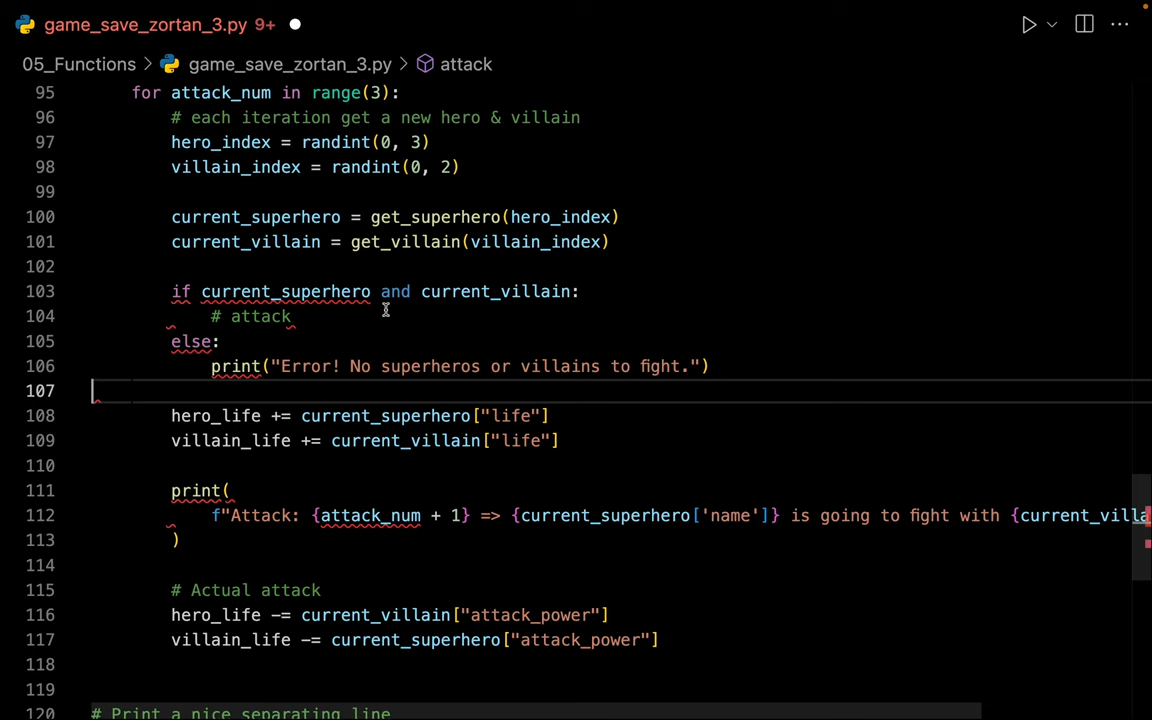 game_save_zortan_3.py 9+
05_Functions > game_save_zortan_3.py > attack
95 for attack_num in range(3):
96 # each iteration get a new hero & villain
97 hero_index = randint(0, 3)
98 villain_index = randint(0, 2)
99
100 current_superhero = get_superhero(hero_index)
101 current_villain = get_villain(villain_index)
102
103 if current_superhero and current_villain:
104 # attack
105 else:
106 print("Error! No superheros or villains to fight.")
107
108 hero_life += current_superhero["life"]
109 villain_life += current_villain["life"]
110
111 print(
112 f"Attack: {attack_num + 1} => {current_superhero['name']} is going to fight with {current_villa
113 )
114
115 # Actual attack
116 hero_life -= current_villain["attack_power"]
117 villain_life -= current_superhero["attack_power"]
118
119
120 # Print a nice separating line